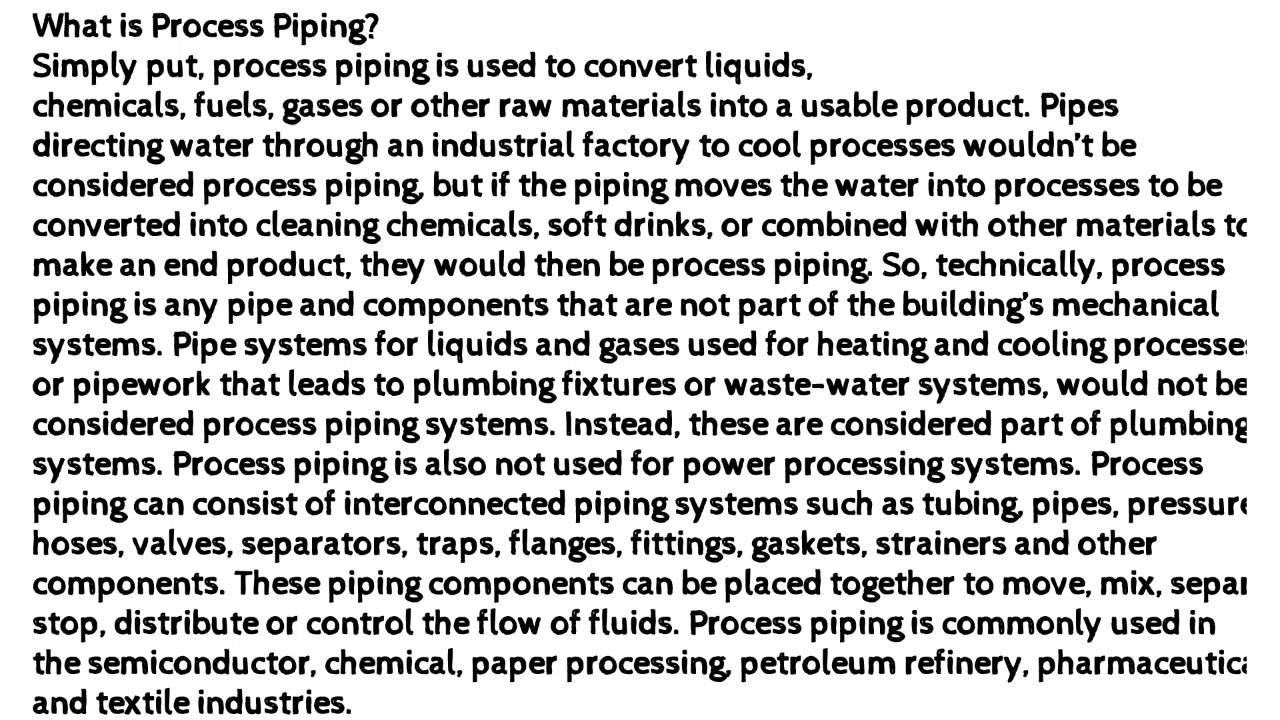 What is Process Piping?
Simply put, process piping is used to convert liquids,
chemicals, fuels, gases or other raw materials into a usable product. Pipes
directing water through an industrial factory to cool processes wouldn't be
considered process piping, but if the piping moves the water into processes to be
converted into cleaning chemicals, soft drinks, or combined with other materials to
make an end product, they would then be process piping. So, technically, process
piping is any pipe and components that are not part of the building's mechanical
systems. Pipe systems for liquids and gases used for heating and cooling processes
or pipework that leads to plumbing fixtures or waste-water systems, would not be
considered process piping systems. Instead, these are considered part of plumbing
systems. Process piping is also not used for power processing systems. Process
piping can consist of interconnected piping systems such as tubing, pipes, pressure
hoses, valves, separators, traps, flanges, fittings, gaskets, strainers and other
components. These piping components can be placed together to move, mix,
stop, distribute or control the flow of fluids. Process piping is commonly used in
the semiconductor, chemical, paper processing, petroleum refinery,
and textile industries.